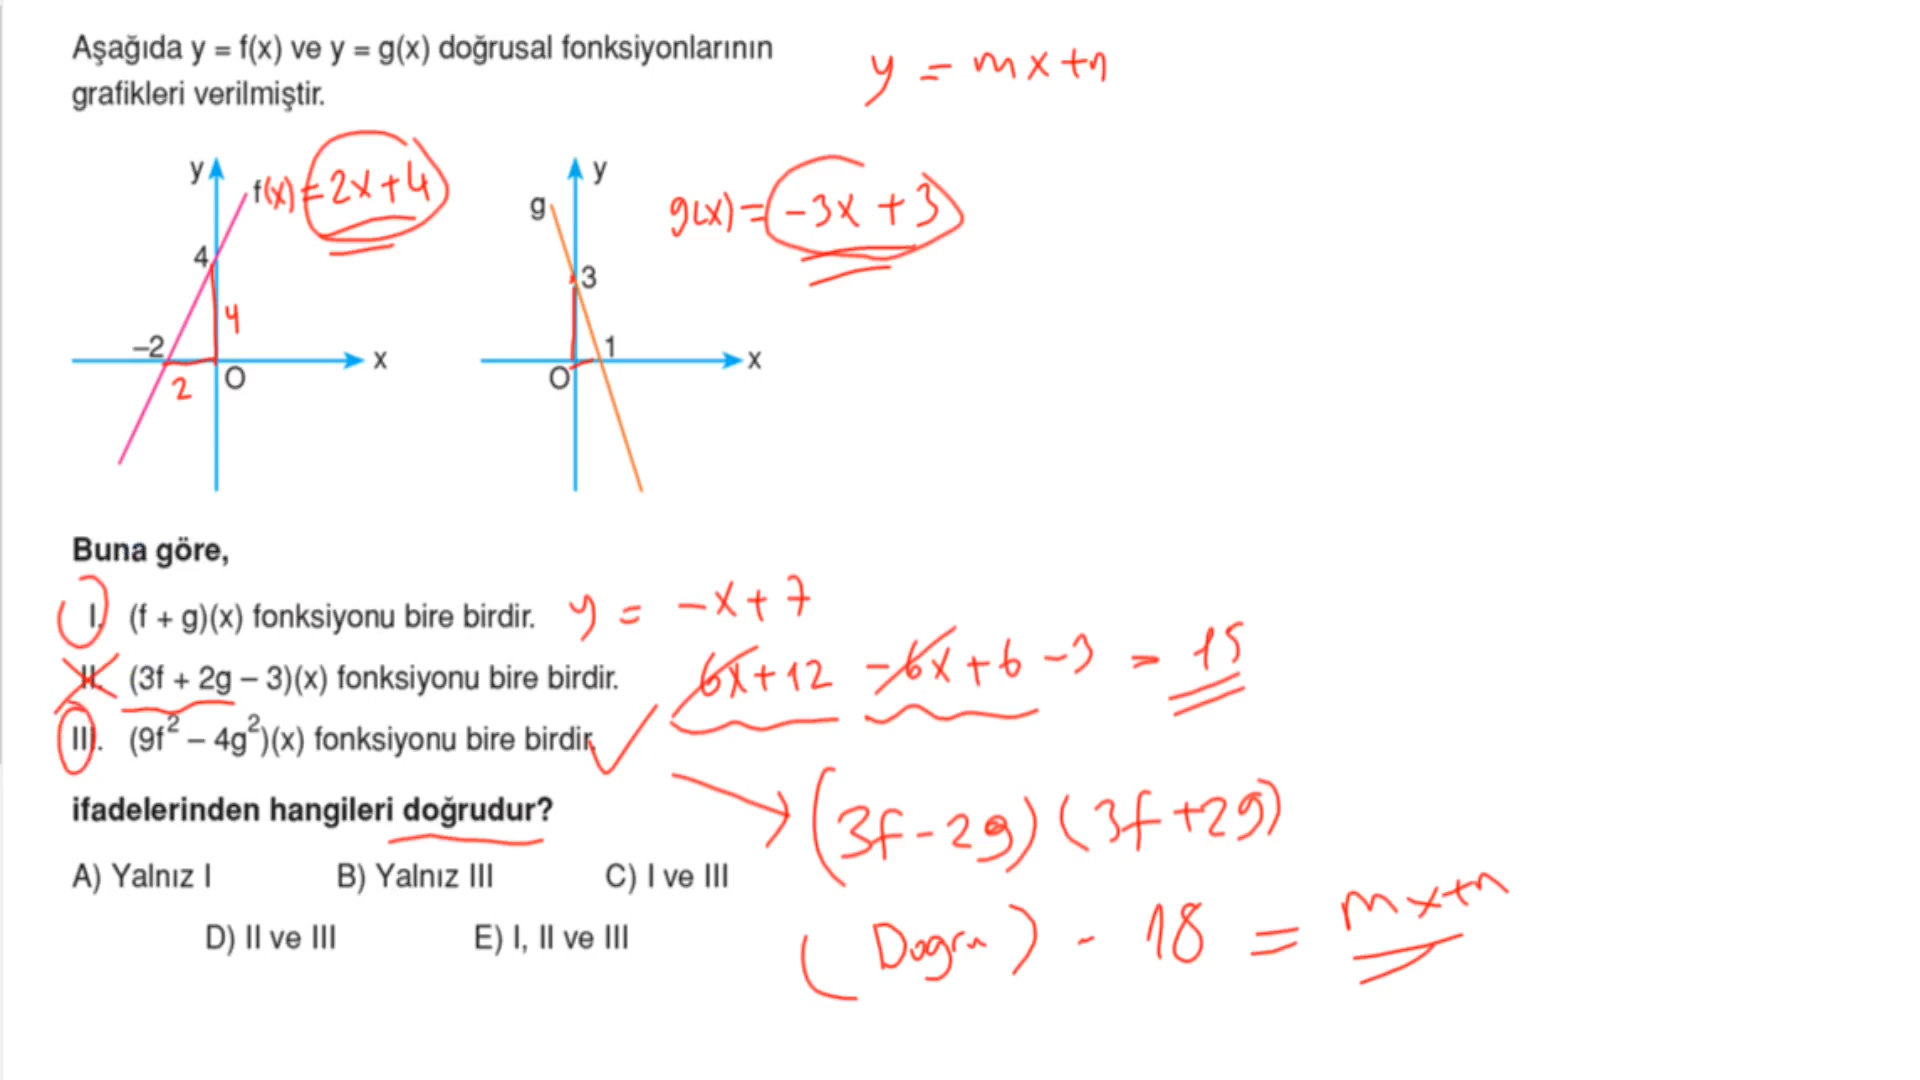 Aşağıda y = f(x) ve y = g(x) doğrusal fonksiyonlarının
grafikleri verilmiştir.
y = mx+n
y f(x) = 2x+4
4
4
-2
2
O x
y
g
g(x) = -3x + 3
3
1
O x
Buna göre,
I. (f + g)(x) fonksiyonu bire birdir. y = -x+7
II. (3f + 2g – 3)(x) fonksiyonu bire birdir. 6x+12 -6x+6 -3 = 15
III. (9f² – 4g²)(x) fonksiyonu bire birdir.
(3f-2g) (3f+2g)
ifadelerinden hangileri doğrudur?
A) Yalnız I B) Yalnız III C) I ve III
D) II ve III E) I, II ve III
(Doğru) · 18 = mx+n